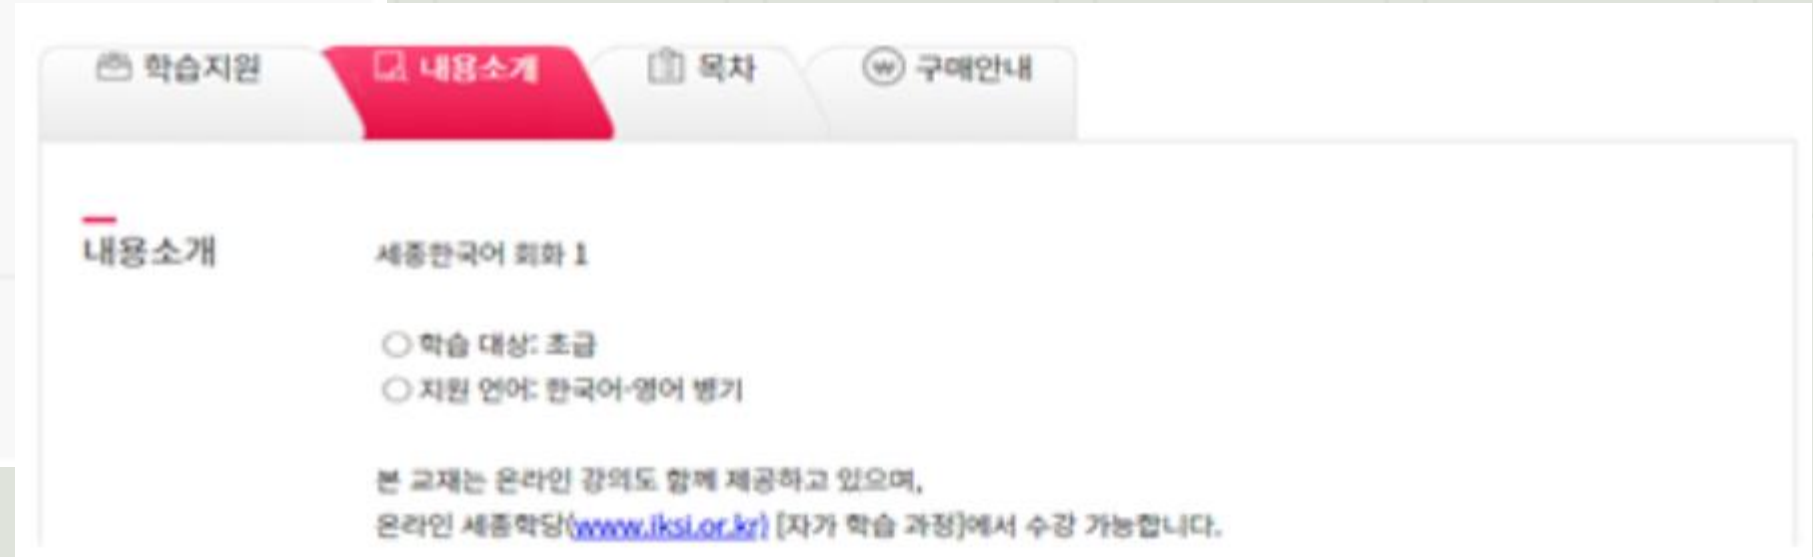 학습지원
내용소개
목차
구매안내
내용소개
세종한국어 회화 1
○ 학습 대상: 초급
○ 지원 언어: 한국어-영어 병기
본 교재는 온라인 강의도 함께 제공하고 있으며,
온라인 세종학당(www.iksi.or.kr) [자가 학습 과정]에서 수강 가능합니다.